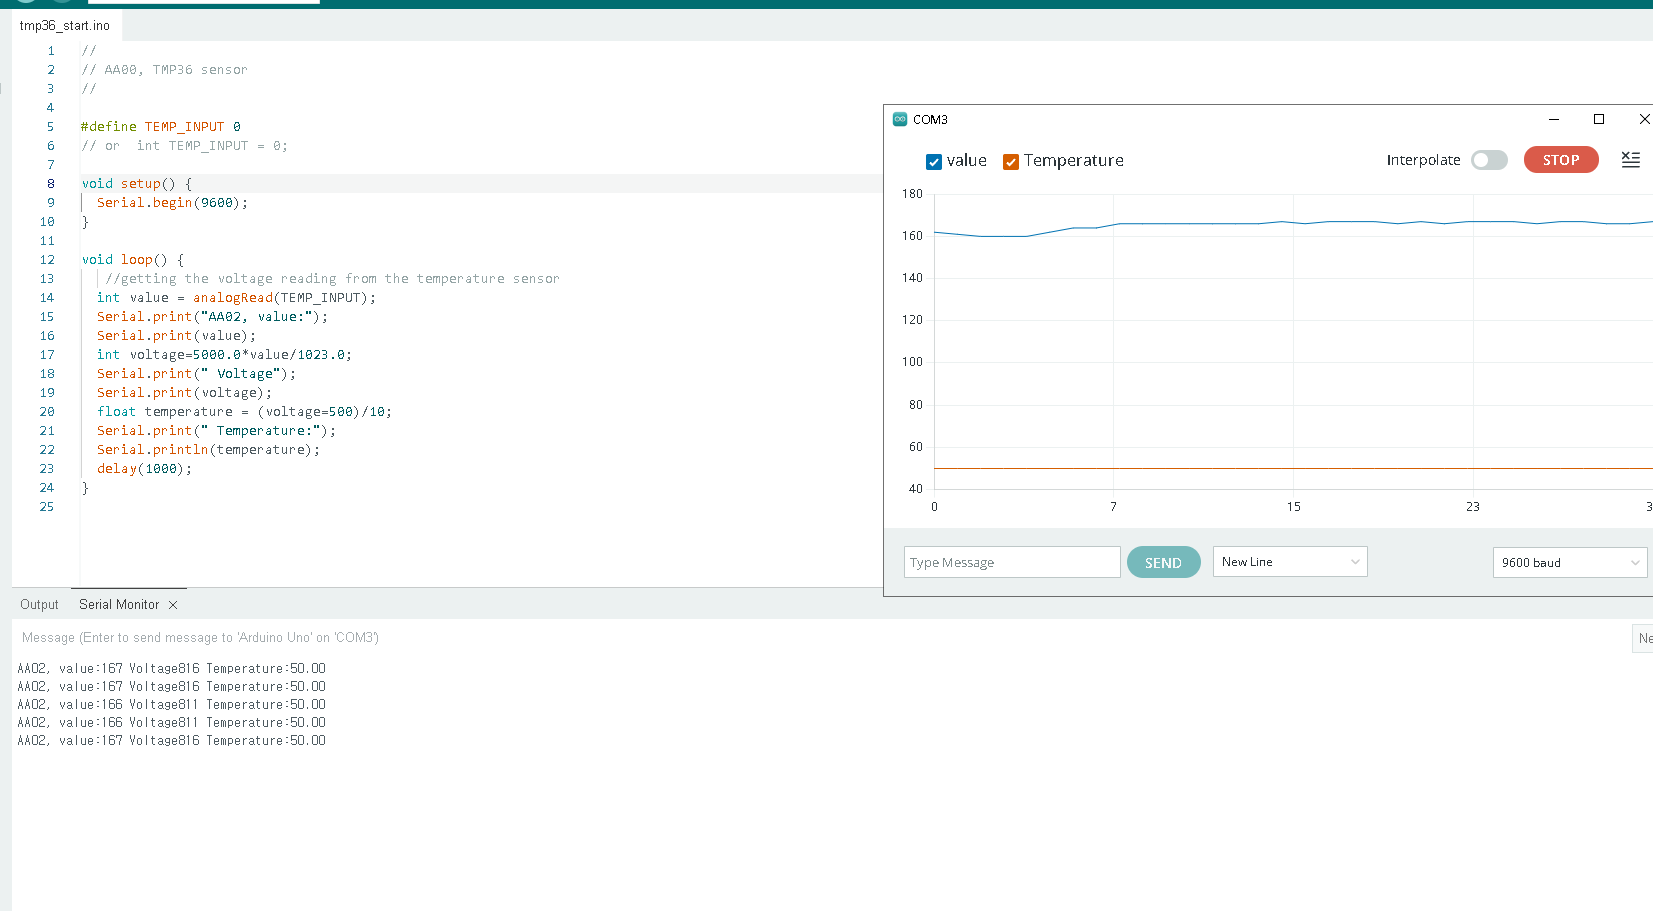 tmp36_start.ino
1 //
2 // AA00, TMP36 sensor
3 //
4
5 #define TEMP_INPUT 0
6 // or  int TEMP_INPUT = 0;
7
8 void setup() {
9   Serial.begin(9600);
10 }
11
12 void loop() {
13    //getting the voltage reading from the temperature sensor
14   int value = analogRead(TEMP_INPUT);
15   Serial.print("AA02, value:");
16   Serial.print(value);
17   int voltage=5000.0*value/1023.0;
18   Serial.print(" Voltage");
19   Serial.print(voltage);
20   float temperature = (voltage=500)/10;
21   Serial.print(" Temperature:");
22   Serial.println(temperature);
23   delay(1000);
24 }
25
COM3
value Temperature Interpolate STOP
180
160
140
120
100
80
60
40
0 7 15 23 3
Type Message SEND New Line 9600 baud
Output Serial Monitor
Message (Enter to send message to 'Arduino Uno' on 'COM3')
Ne
AA02, value:167 Voltage816 Temperature:50.00
AA02, value:167 Voltage816 Temperature:50.00
AA02, value:166 Voltage811 Temperature:50.00
AA02, value:166 Voltage811 Temperature:50.00
AA02, value:167 Voltage816 Temperature:50.00